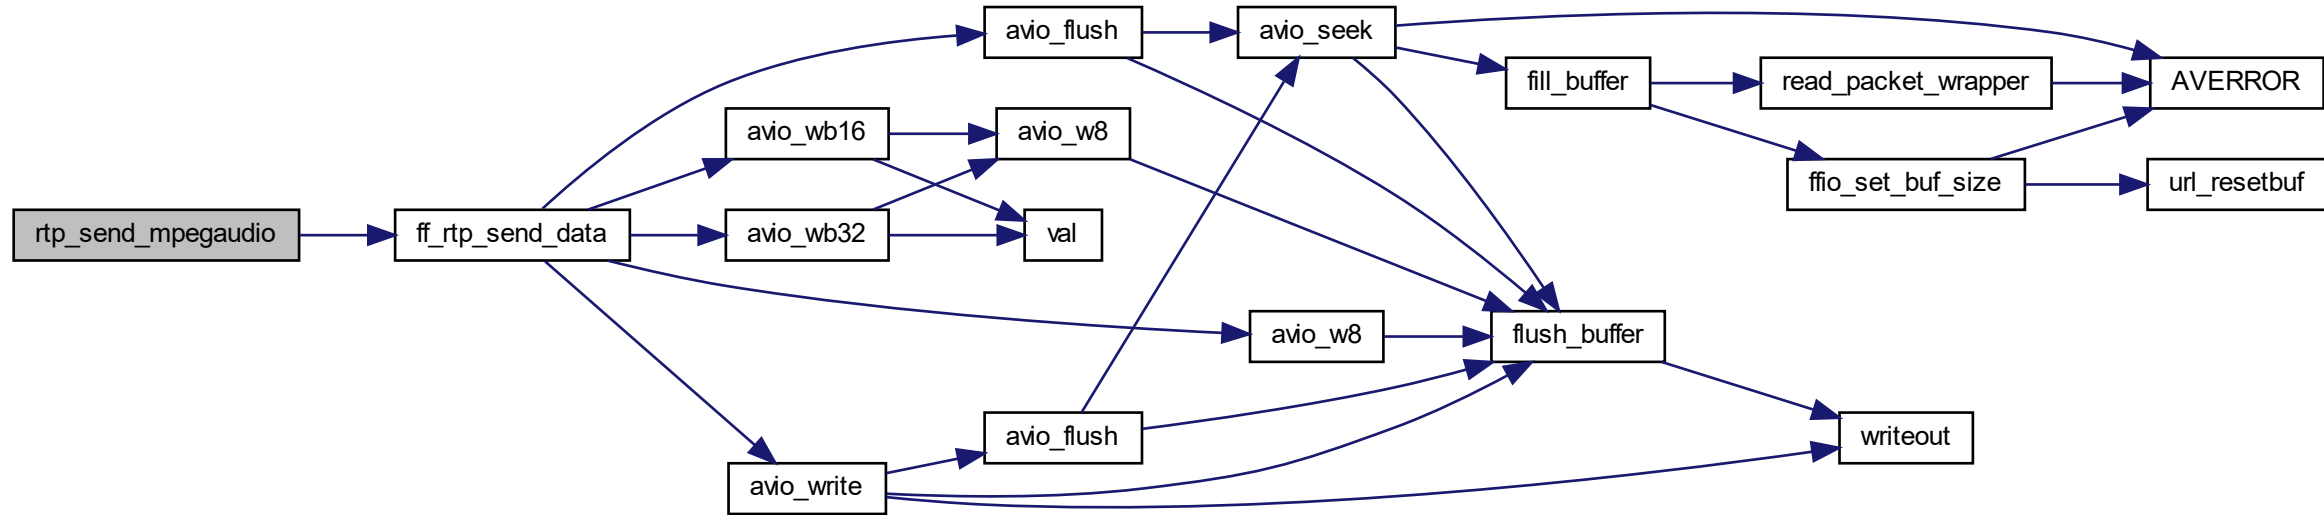 avio_flush
avio_seek
fill_buffer
read_packet_wrapper
AVERROR
avio_wb16
avio_w8
ffio_set_buf_size
url_resetbuf
rtp_send_mpegaudio
ff_rtp_send_data
avio_wb32
val
avio_w8
flush_buffer
avio_flush
writeout
avio_write